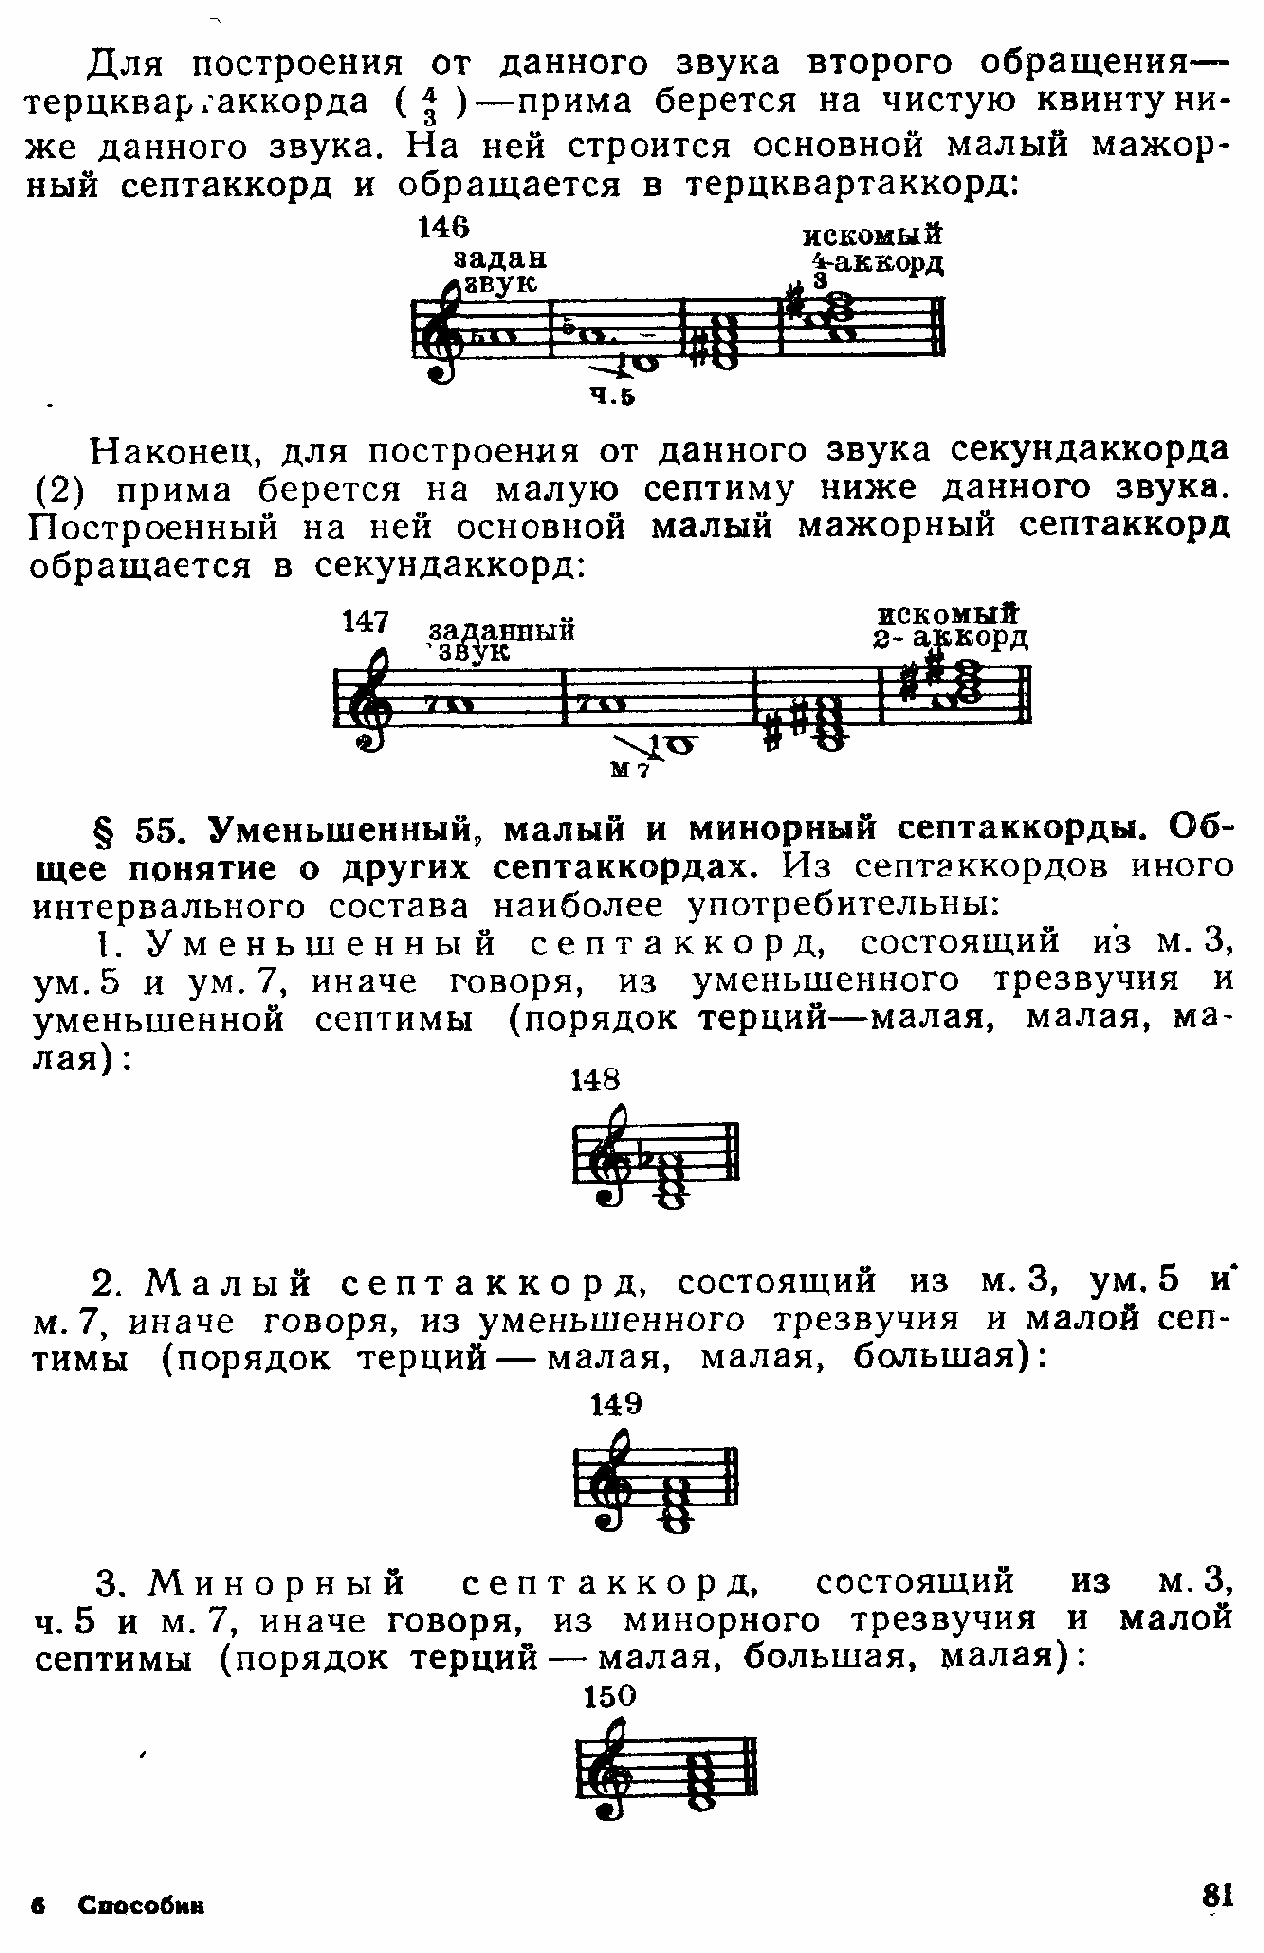 Для построения от данного звука второго обращения—
терцквартаккорда ( 4/3 )—прима берется на чистую квинту ни-
же данного звука. На ней строится основной малый мажор-
ный септаккорд и обращается в терцквартаккорд:
146
задан
звук
искомый
4/3-аккорд
5
5
ч.5
Наконец, для построения от данного звука секундаккорда
(2) прима берется на малую септиму ниже данного звука.
Построенный на ней основной малый мажорный септаккорд
обращается в секундаккорд:
147
заданный
звук
искомый
2-аккорд
7
7
1
м 7
§ 55. Уменьшенный, малый и минорный септаккорды. Об-
щее понятие о других септаккордах. Из септаккордов иного
интервального состава наиболее употребительны:
1. Уменьшенный септаккорд, состоящий из м. 3,
ум. 5 и ум. 7, иначе говоря, из уменьшенного трезвучия и
уменьшенной септимы (порядок терций—малая, малая, ма-
лая):
148
2. Малый септаккорд, состоящий из м. 3, ум. 5 и
м. 7, иначе говоря, из уменьшенного трезвучия и малой сеп-
тимы (порядок терций — малая, малая, большая):
149
3. Минорный септаккорд, состоящий из м. 3,
ч. 5 и м. 7, иначе говоря, из минорного трезвучия и малой
септимы (порядок терций — малая, большая, малая):
150
6 Способин
81